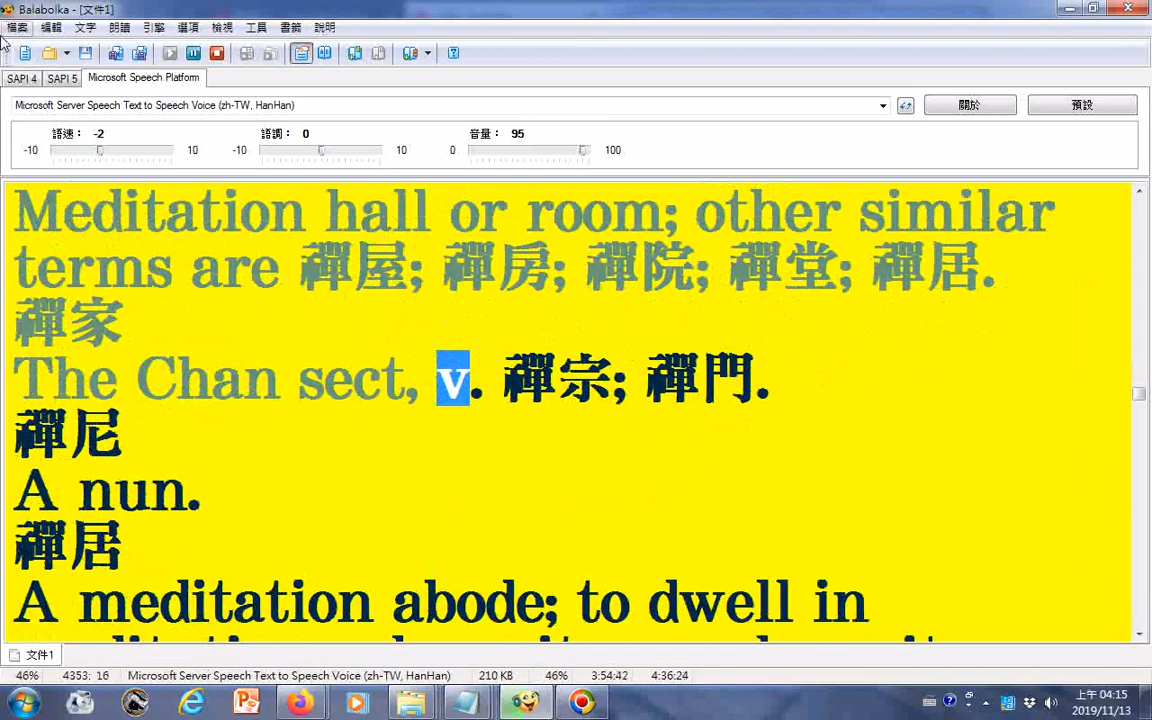 Balabolka - [文件1]
檔案 編輯 文字 朗讀 引擎 選項 檢視 工具 書籤 說明
SAPI 4 SAPI 5 Microsoft Speech Platform
Microsoft Server Speech Text to Speech Voice (zh-TW, HanHan) 關於 預設
語速: -2 語調: 0 音量: 95
-10 10 -10 10 0 100
Meditation hall or room; other similar
terms are 禪屋; 禪房; 禪院; 禪堂; 禪居.
禪家
The Chan sect, v. 禪宗; 禪門.
禪尼
A nun.
禪居
A meditation abode; to dwell in
文件1
46% 4353: 16 Microsoft Server Speech Text to Speech Voice (zh-TW, HanHan) 210 KB 46% 3:54:42 4:36:24
上午 04:15
2019/11/13